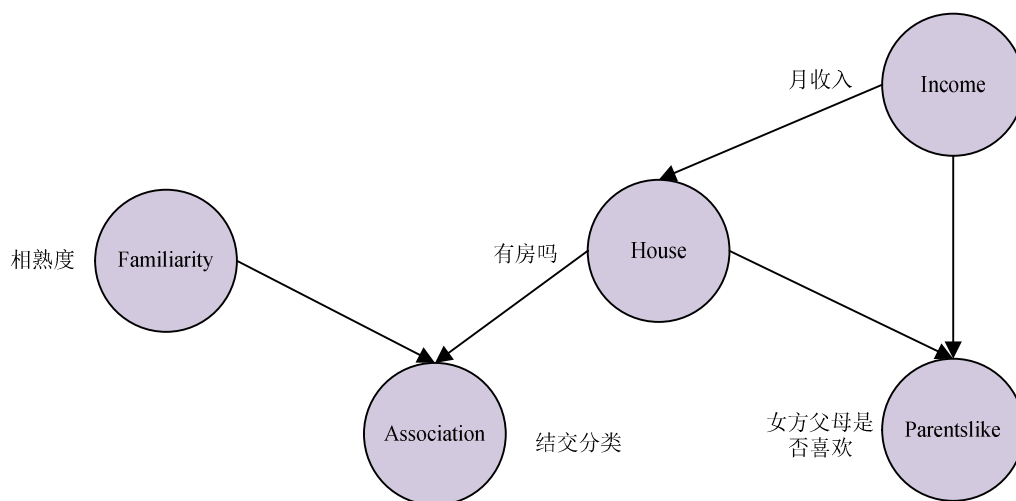 月收入
Income
相熟度
Familiarity
有房吗
House
Association
结交分类
女方父母是
否喜欢
Parentslike